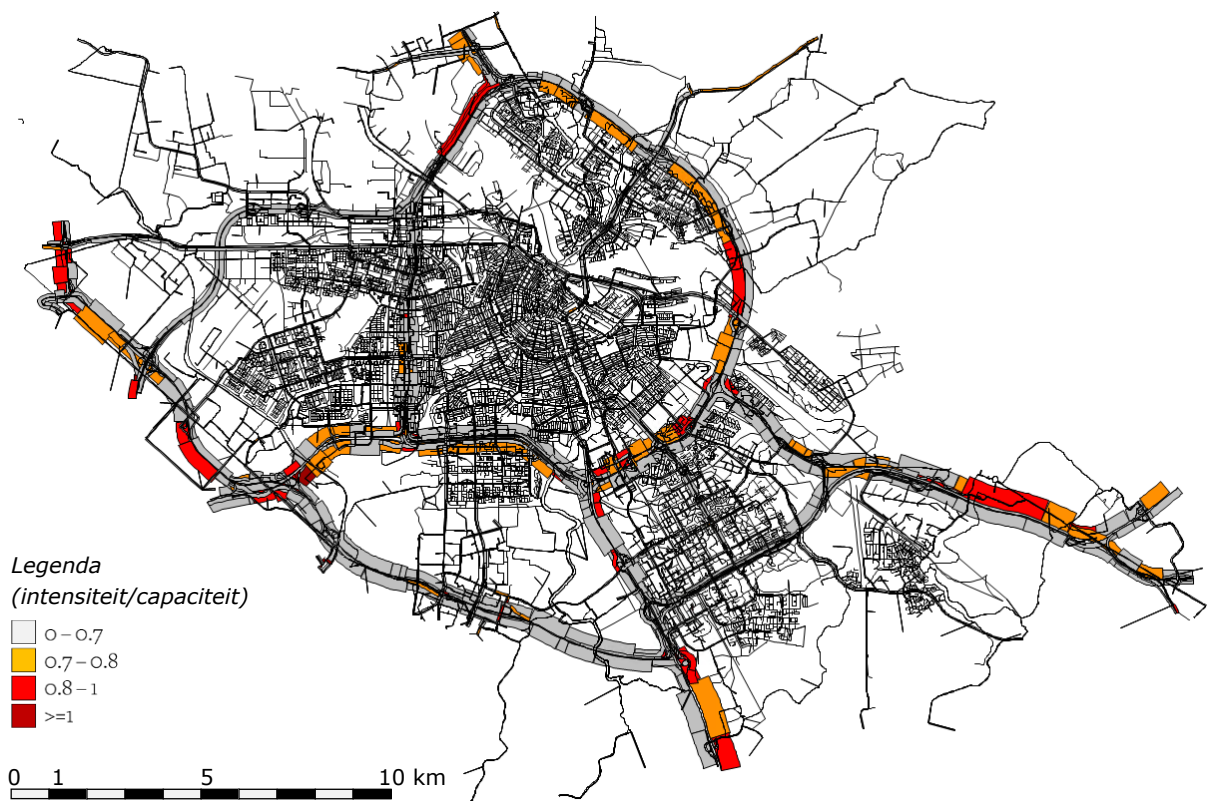 Legenda
(intensiteit/capaciteit)
0–0.7
0.7–0.8
0.8–1
>=1
0 1 5 10 km